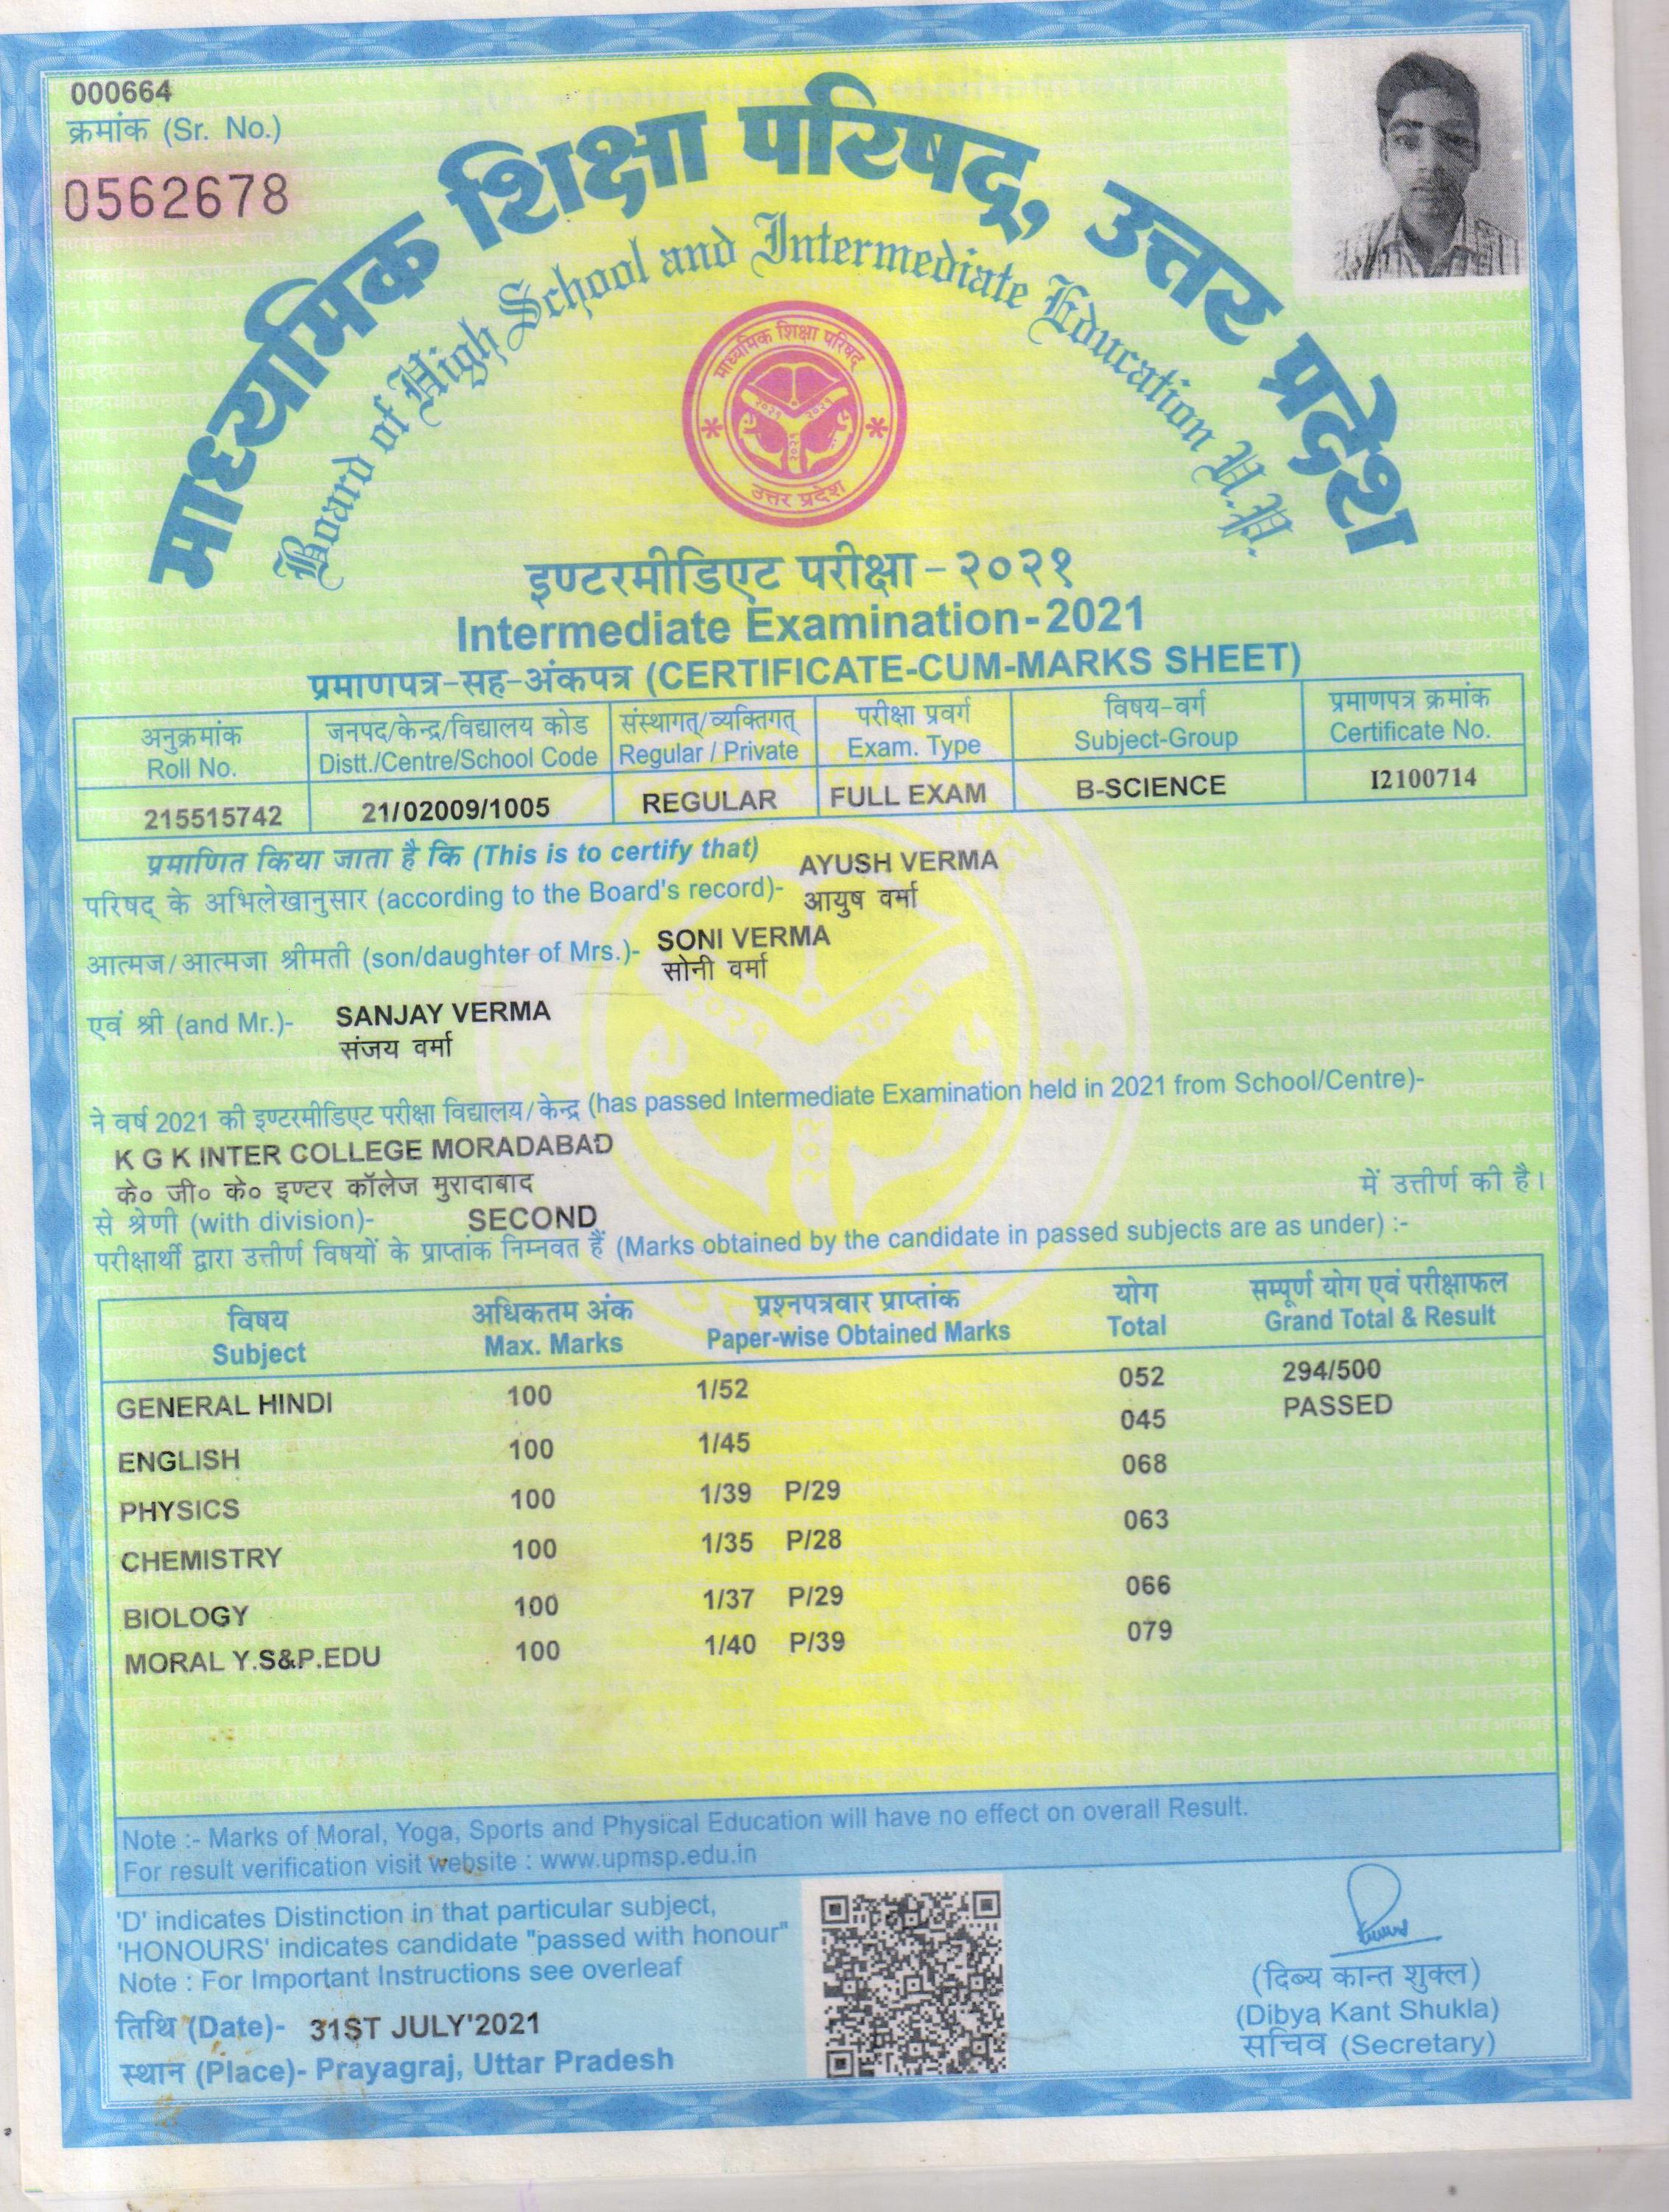 000664
क्रमांक (Sr. No.)
0562678
माध्यमिक शिक्षा परिषद्, उत्तर प्रदेश
Board of High School and Intermediate Education U.P.
माध्यमिक शिक्षा परिषद
२०२१ २०२१
२०२१
उत्तर प्रदेश
इण्टरमीडिएट परीक्षा - २०२१
Intermediate Examination-2021
प्रमाणपत्र-सह-अंकपत्र (CERTIFICATE-CUM-MARKS SHEET)
अनुक्रमांक जनपद/केन्द्र/विद्यालय कोड संस्थागत्/व्यक्तिगत् परीक्षा प्रवर्ग विषय-वर्ग प्रमाणपत्र क्रमांक
Roll No. Distt./Centre/School Code Regular / Private Exam. Type Subject-Group Certificate No.
215515742 21/02009/1005 REGULAR FULL EXAM B-SCIENCE I2100714
प्रमाणित किया जाता है कि (This is to certify that) AYUSH VERMA
परिषद् के अभिलेखानुसार (according to the Board's record)- आयुष वर्मा
आत्मज/आत्मजा श्रीमती (son/daughter of Mrs.)- SONI VERMA
सोनी वर्मा
एवं श्री (and Mr.)- SANJAY VERMA
संजय वर्मा
ने वर्ष 2021 की इण्टरमीडिएट परीक्षा विद्यालय/केन्द्र (has passed Intermediate Examination held in 2021 from School/Centre)-
K G K INTER COLLEGE MORADABAD
के० जी० के० इण्टर कॉलेज मुरादाबाद में उत्तीर्ण की है।
से श्रेणी (with division)- SECOND
परीक्षार्थी द्वारा उत्तीर्ण विषयों के प्राप्तांक निम्नवत हैं (Marks obtained by the candidate in passed subjects are as under) :-
विषय अधिकतम अंक प्रश्नपत्रवार प्राप्तांक योग सम्पूर्ण योग एवं परीक्षाफल
Subject Max. Marks Paper-wise Obtained Marks Total Grand Total & Result
GENERAL HINDI 100 1/52 052 294/500
PASSED
ENGLISH 100 1/45 045
PHYSICS 100 1/39 P/29 068
CHEMISTRY 100 1/35 P/28 063
BIOLOGY 100 1/37 P/29 066
MORAL Y.S&P.EDU 100 1/40 P/39 079
Note :- Marks of Moral, Yoga, Sports and Physical Education will have no effect on overall Result.
For result verification visit website : www.upmsp.edu.in
'D' indicates Distinction in that particular subject,
'HONOURS' indicates candidate "passed with honour"
Note : For Important Instructions see overleaf
तिथि (Date)- 31ST JULY'2021
स्थान (Place)- Prayagraj, Uttar Pradesh
(दिब्य कान्त शुक्ल)
(Dibya Kant Shukla)
सचिव (Secretary)